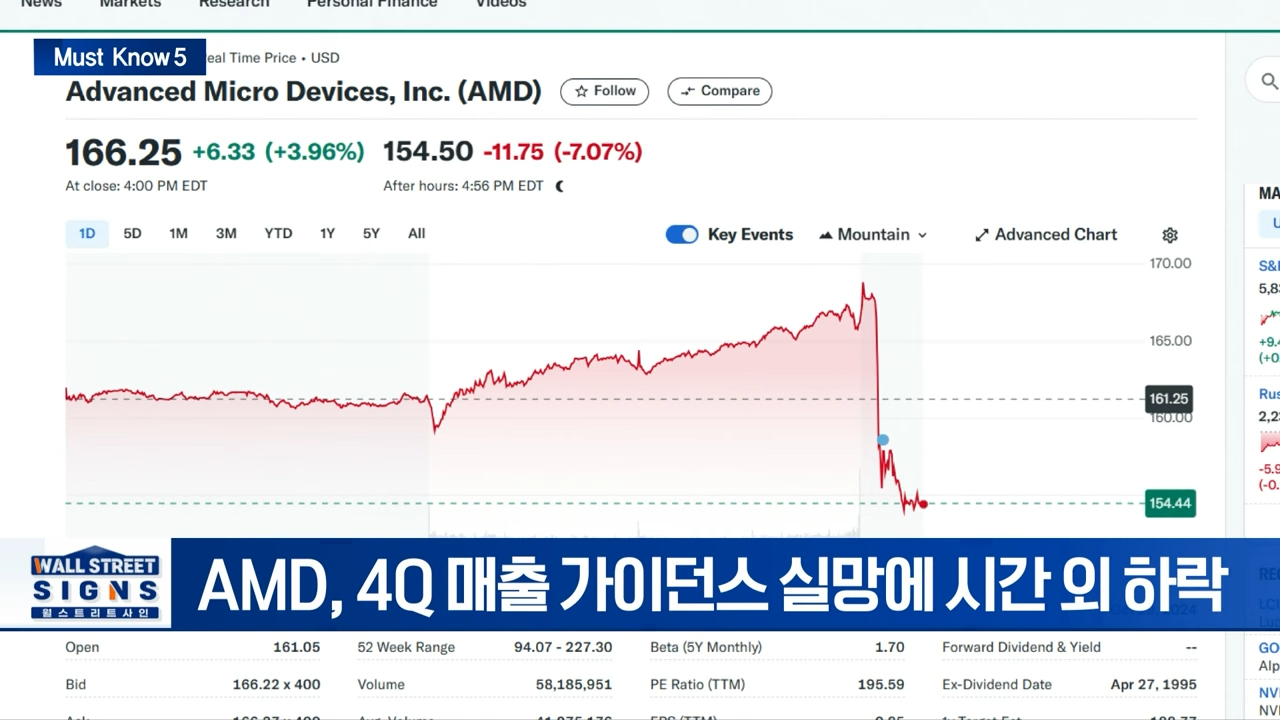 News Markets Research Personal Finance Videos
Must Know 5
eal Time Price • USD
Advanced Micro Devices, Inc. (AMD)
Follow
Compare
166.25 +6.33 (+3.96%) 154.50 -11.75 (-7.07%)
At close: 4:00 PM EDT After hours: 4:56 PM EDT
1D 5D 1M 3M YTD 1Y 5Y All
Key Events Mountain Advanced Chart
170.00
165.00
161.25
160.00
154.44
MA
U
S&
5,8
+9.4
(+0
Rus
2,2
-5.9
(-0.
WALL STREET
SIGNS
월스트리트사인
AMD, 4Q 매출 가이던스 실망에 시간 외 하락
Open 161.05 52 Week Range 94.07 - 227.30 Beta (5Y Monthly) 1.70 Forward Dividend & Yield --
Bid 166.22 x 400 Volume 58,185,951 PE Ratio (TTM) 195.59 Ex-Dividend Date Apr 27, 1995
GO
Alp
NVI